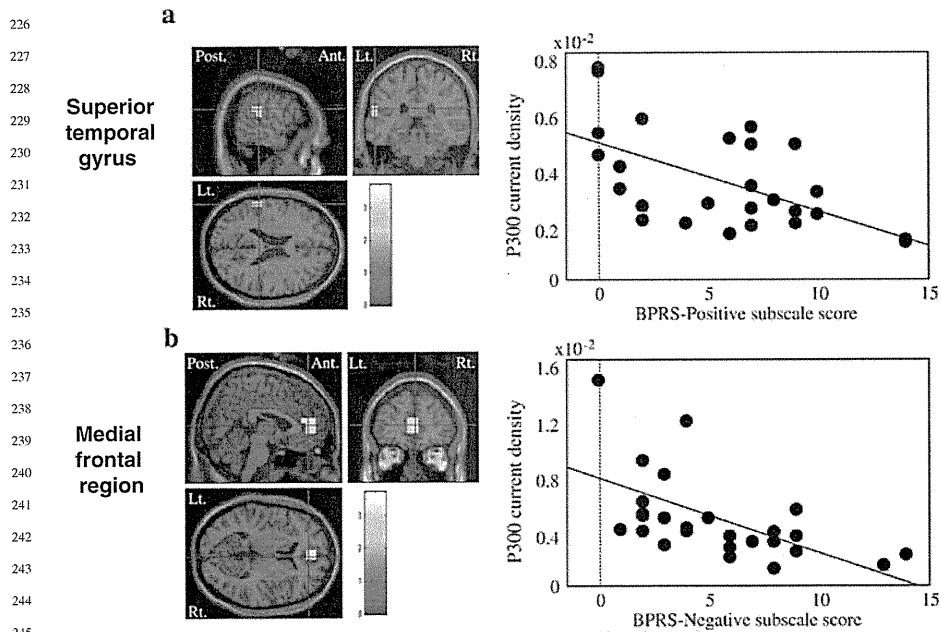 226
227
228
229
230
231
232
233
234
235
236
237
238
239
240
241
242
243
244
245
a
Superior
temporal
gyrus
Post. Ant.
Lt. Rt.
Lt.
Rt.
x10-2
0.8
0.6
0.4
0.2
0
P300 current density
0 5 10 15
BPRS-Positive subscale score
b
Medial
frontal
region
Post. Ant.
Lt. Rt.
Lt.
Rt.
x10-2
1.6
1.2
0.8
0.4
0
P300 current density
0 5 10 15
BPRS-Negative subscale score